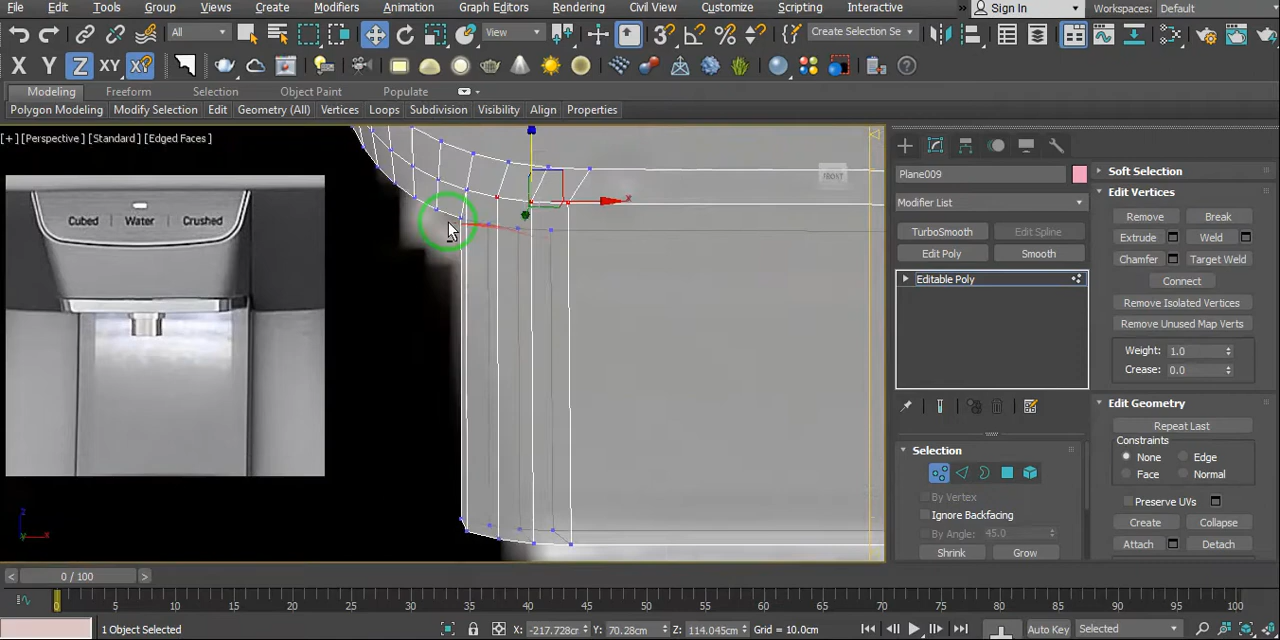 File Edit Tools Group Views Create Modifiers Animation Graph Editors Rendering Civil View Customize Scripting Interactive Sign In Workspaces: Default
All View Create Selection Se
X Y Z XY
Modeling Freeform Selection Object Paint Populate
Polygon Modeling Modify Selection Edit Geometry (All) Vertices Loops Subdivision Visibility Align Properties
[+] [Perspective] [Standard] [Edged Faces]
FRONT
Cubed Water Crushed
z
x
Plane009
Modifier List
TurboSmooth Edit Spline
Edit Poly Smooth
Editable Poly
Selection
By Vertex
Ignore Backfacing
By Angle: 45.0
Shrink Grow
Soft Selection
Edit Vertices
Remove Break
Extrude Weld
Chamfer Target Weld
Connect
Remove Isolated Vertices
Remove Unused Map Verts
Weight: 1.0
Crease: 0.0
Edit Geometry
Repeat Last
Constraints
None Edge
Face Normal
Preserve UVs
Create Collapse
Attach Detach
0 / 100
0 5 10 15 20 25 30 35 40 45 50 55 60 65 70 75 80 85 90 95 100
1 Object Selected X: -217.728cm Y: 70.28cm Z: 114.045cm Grid = 10.0cm Auto Key Selected